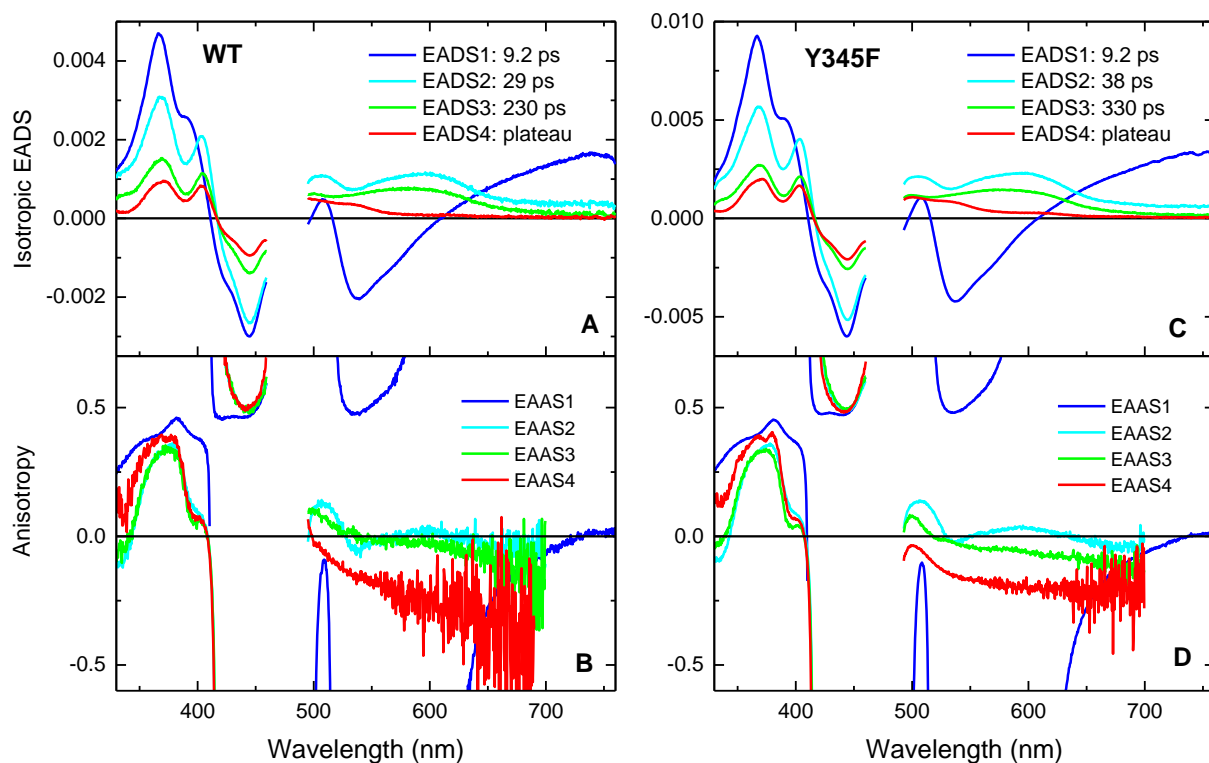 WT
EADS1: 9.2 ps
EADS2: 29 ps
EADS3: 230 ps
EADS4: plateau
0.004
0.002
0.000
-0.002
Isotropic EADS
A
EAAS1
EAAS2
EAAS3
EAAS4
0.5
0.0
-0.5
Anisotropy
B
400
500
600
700
Wavelength (nm)
Y345F
EADS1: 9.2 ps
EADS2: 38 ps
EADS3: 330 ps
EADS4: plateau
0.010
0.005
0.000
-0.005
C
EAAS1
EAAS2
EAAS3
EAAS4
0.5
0.0
-0.5
D
400
500
600
700
Wavelength (nm)